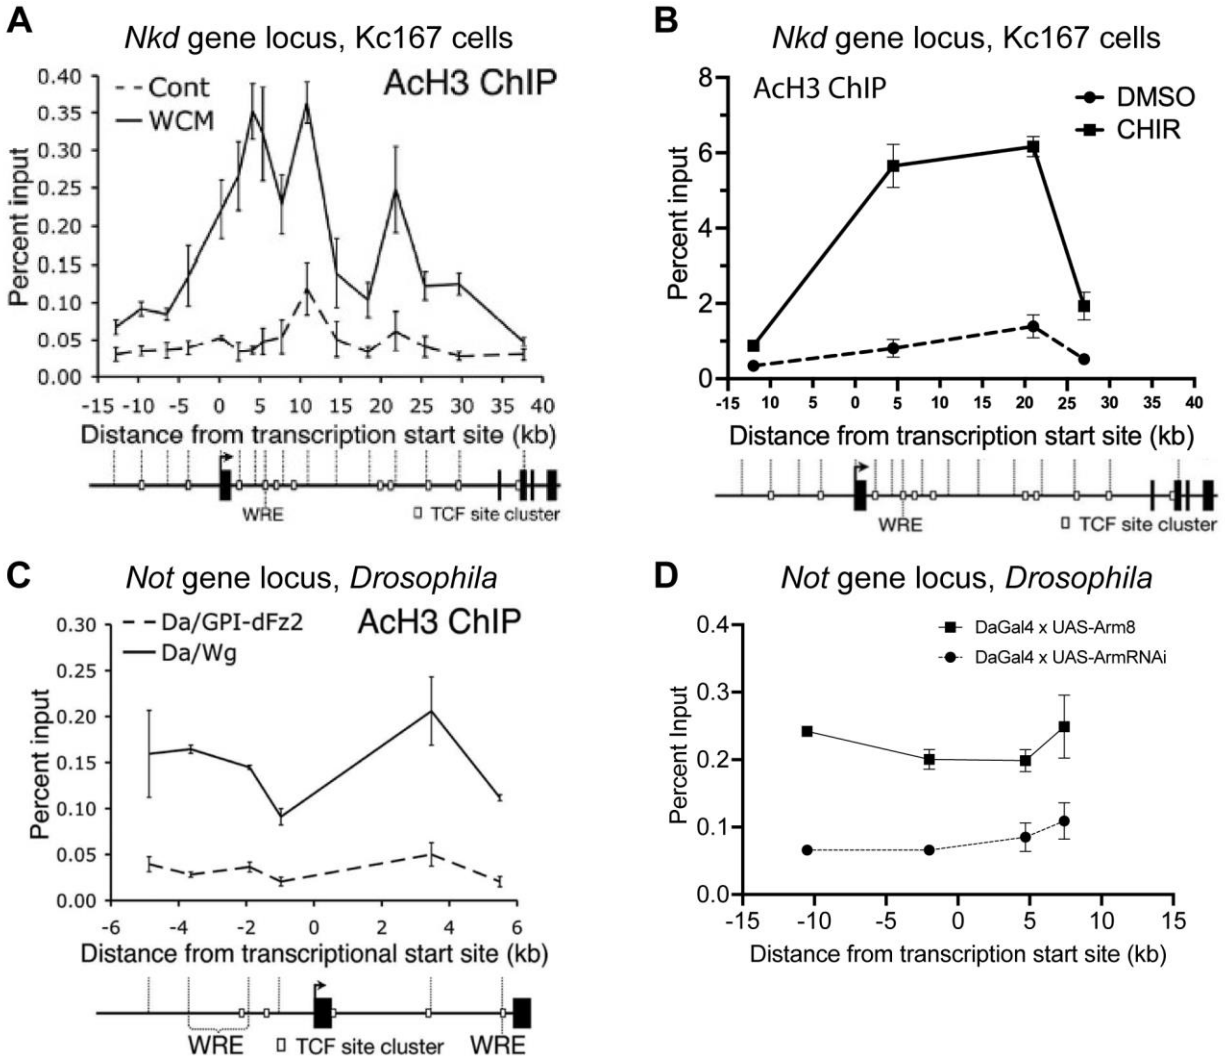 A
Nkd gene locus, Kc167 cells
AcH3 ChIP
Cont
WCM
Percent input
0.40
0.35
0.30
0.25
0.20
0.15
0.10
0.05
0.00
-15 -10 -5 0 5 10 15 20 25 30 35 40
Distance from transcription start site (kb)
WRE
TCF site cluster
B
Nkd gene locus, Kc167 cells
AcH3 ChIP
DMSO
CHIR
Percent input
8
6
4
2
0
-15 10 5 0 5 10 15 20 25 30 35 40
Distance from transcription start site (kb)
WRE
TCF site cluster
C
Not gene locus, Drosophila
AcH3 ChIP
Da/GPI-dFz2
Da/Wg
Percent input
0.30
0.25
0.20
0.15
0.10
0.05
0.00
-6 -4 -2 0 2 4 6
Distance from transcriptional start site (kb)
WRE
TCF site cluster
WRE
D
Not gene locus, Drosophila
DaGal4 x UAS-Arm8
DaGal4 x UAS-ArmRNAi
Percent Input
0.4
0.3
0.2
0.1
0.0
-15 -10 -5 0 5 10 15
Distance from transcription start site (kb)